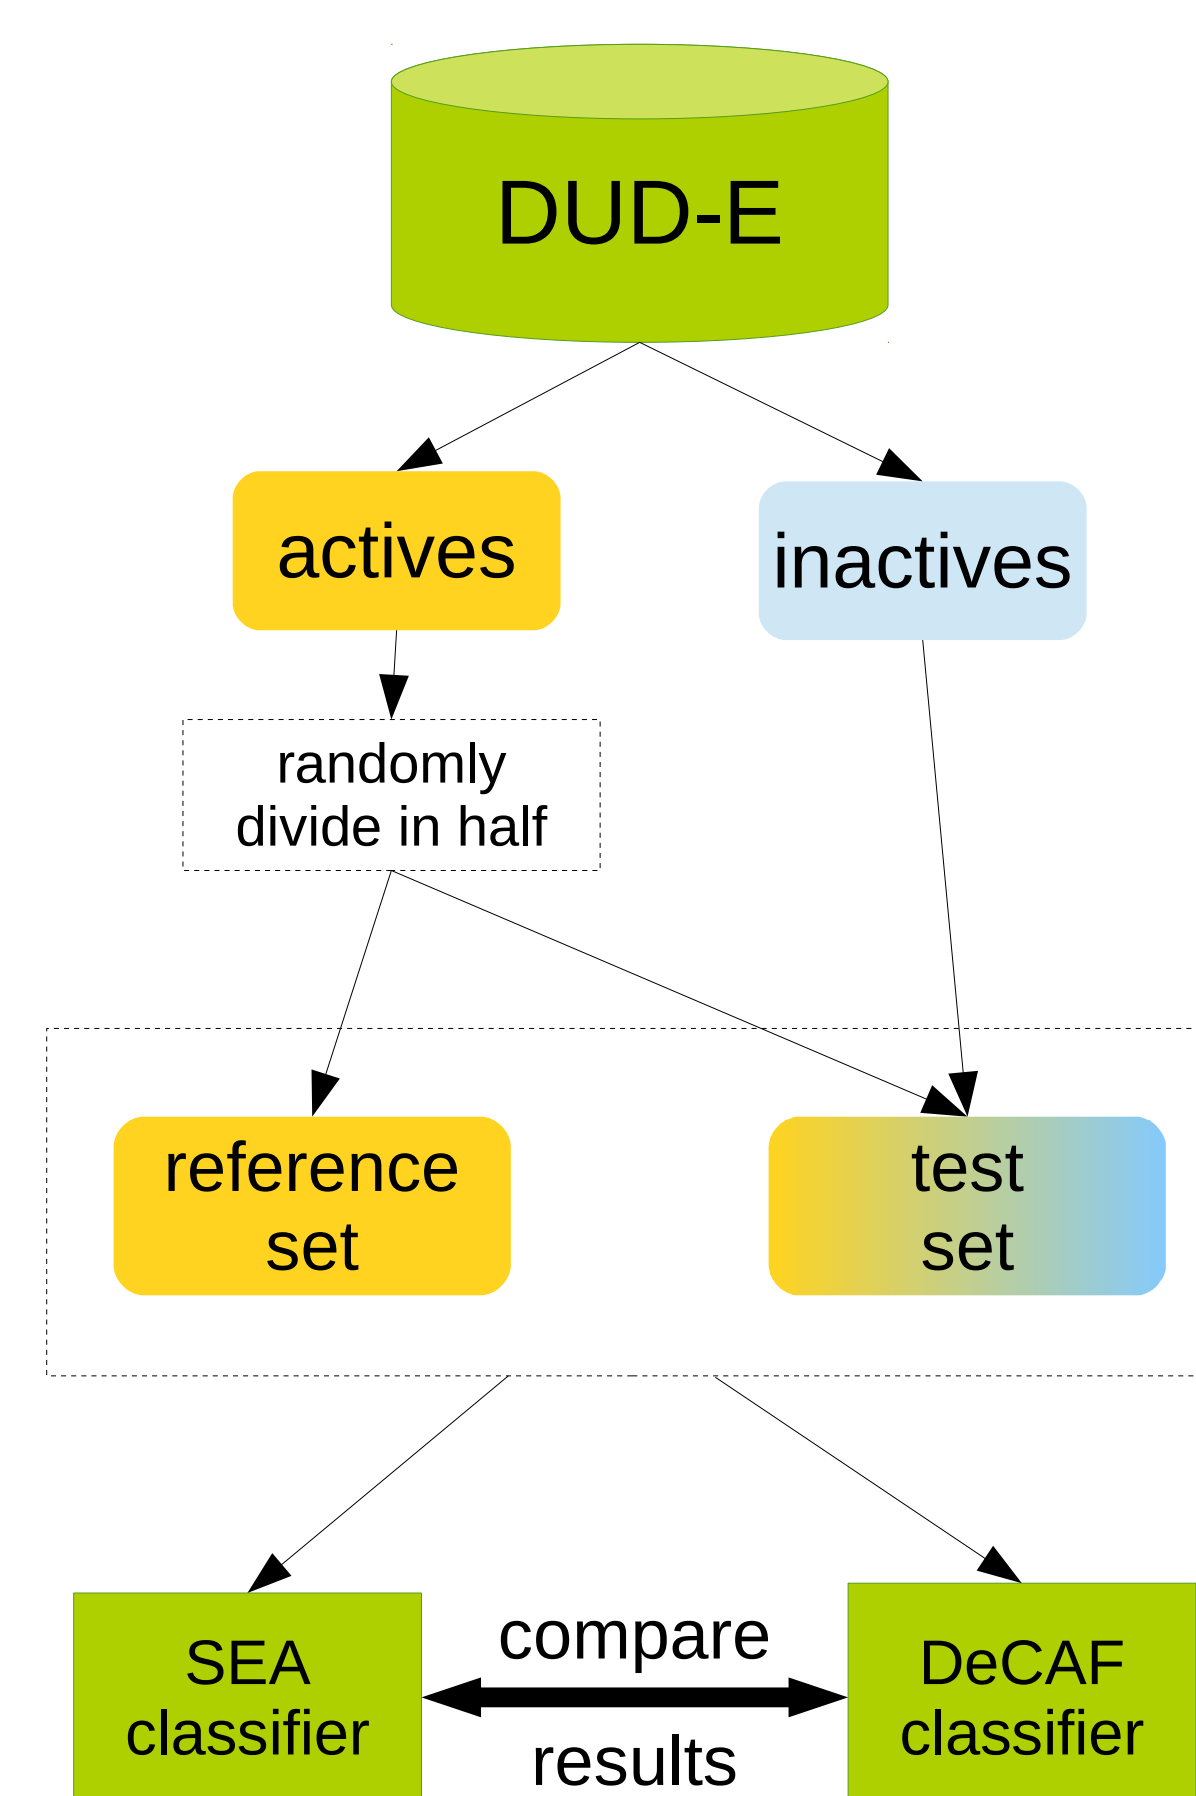 DUD-E
actives
inactives
randomly
divide in half
reference
set
test
set
SEA
classifier
compare
results
DeCAF
classifier